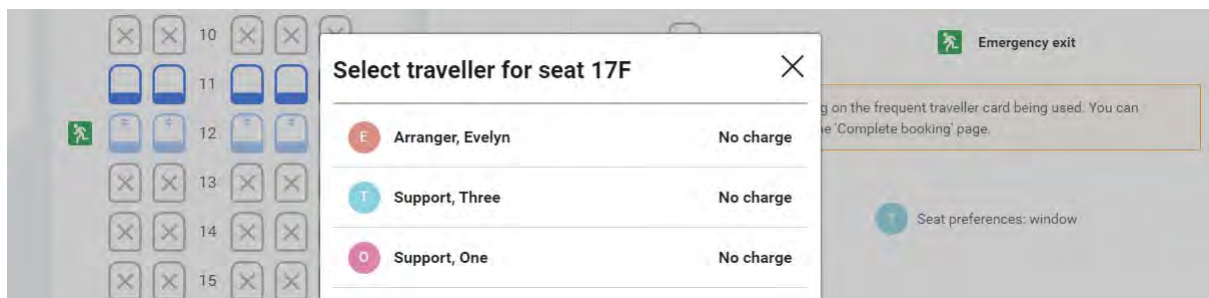 10
Emergency exit
Select traveller for seat 17F
11
g on the frequent traveller card being used. You can
E Arranger, Evelyn No charge
e 'Complete booking' page.
12
13
T Support, Three No charge
T Seat preferences: window
14
O Support, One No charge
15